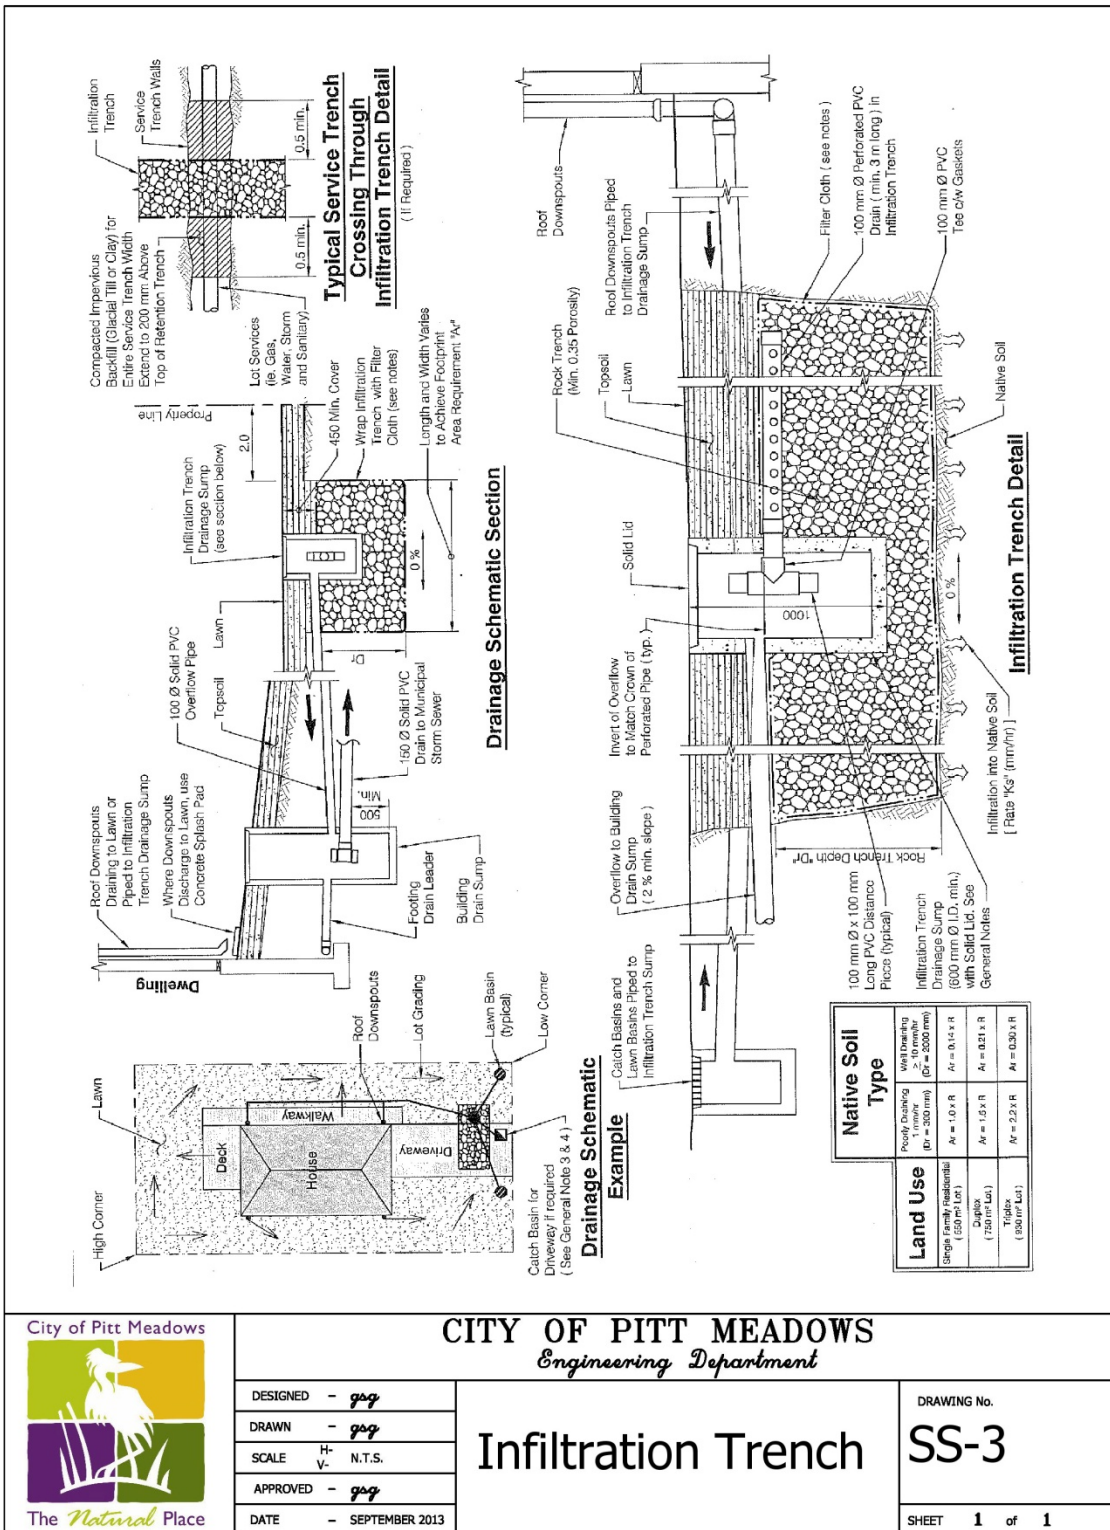 Infiltration
Trench
Service
Trench Walls
Compacted Impervious
Backfill (Glacial Till or Clay) for
Entire Service Trench Width
Extend to 200 mm Above
Top of Retention Trench
0.5 min.
0.5 min.
Lot Services
(ie. Gas,
Water, Storm
and Sanitary)
Typical Service Trench
Crossing Through
Infiltration Trench Detail
( If Required )
Roof Downspouts
Draining to Lawn or
Piped to Infiltration
Trench Drainage Sump
Where Downspouts
Discharge to Lawn, use
Concrete Splash Pad
Dwelling
100 Ø Solid PVC
Overflow Pipe
Topsoil
Lawn
Infiltration Trench
Drainage Sump
(see section below)
2.0
Property Line
450 Min. Cover
Wrap Infiltration
Trench with Filter
Cloth (see notes)
Length and Width Varies
to Achieve Footprint
Area Requirement "Ar"
0 %
Dr
150 Ø Solid PVC
Drain to Municipal
Storm Sewer
500
Min.
Footing
Drain Leader
Building
Drain Sump
Drainage Schematic Section
High Corner
Lawn
Deck
House
Walkway
Driveway
Roof
Downspouts
Lot Grading
Lawn Basin
(typical)
Low Corner
Catch Basin for
Driveway if required
( See General Note 3 & 4 )
Drainage Schematic
Example
Roof
Downspouts
Roof Downspouts Piped
to Infiltration Trench
Drainage Sump
Rock Trench
(Min. 0.35 Porosity)
Topsoil
Lawn
Solid Lid
Invert of Overflow
to Match Crown of
Perforated Pipe ( typ. )
Overflow to Building
Drain Sump
( 2 % min. slope )
Catch Basins and
Lawn Basins Piped to
Infiltration Trench Sump
Filter Cloth ( see notes )
100 mm Ø Perforated PVC
Drain ( min. 3 m long ) in
Infiltration Trench
100 mm Ø PVC
Tee c/w Gaskets
1000
Native Soil
0 %
Infiltration into Native Soil
[ Rate "Ks" (mm/hr) ]
Rock Trench Depth "Dr"
100 mm Ø x 100 mm
Long PVC Distance
Piece (typical)
Infiltration Trench
Drainage Sump
(600 mm Ø I.D. min.)
with Solid Lid. See
General Notes
Infiltration Trench Detail
Land Use
Native Soil
Type
Poorly Draining
1 mm/hr
(Dr = 300 mm)
Well Draining
≥ 10 mm/hr
(Dr = 2000 mm)
Single Family Residential
( 550 m² Lot )
Ar = 1.0 x R
Ar = 0.14 x R
Duplex
( 750 m² Lot )
Ar = 1.5 x R
Ar = 0.21 x R
Triplex
( 930 m² Lot )
Ar = 2.2 x R
Ar = 0.30 x R
City of Pitt Meadows
The Natural Place
CITY OF PITT MEADOWS
Engineering Department
DESIGNED - gsg
DRAWN - gsg
SCALE H- V- N.T.S.
APPROVED - gsg
DATE - SEPTEMBER 2013
Infiltration Trench
DRAWING No.
SS-3
SHEET 1 of 1